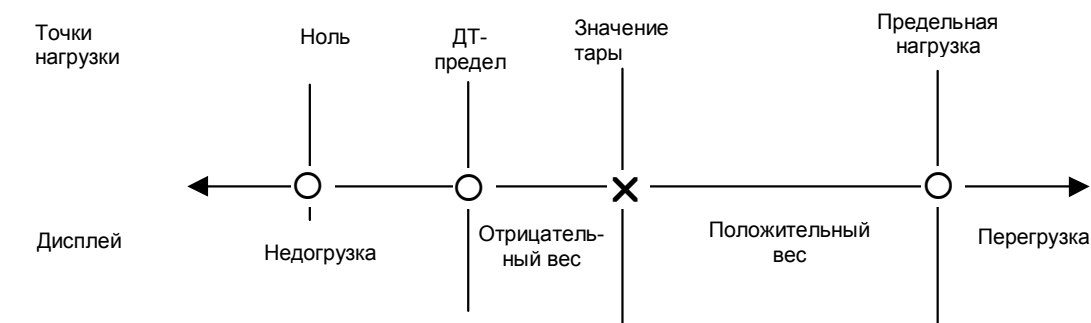 Точки
нагрузки
Ноль
ДТ-
предел
Значение
тары
Предельная
нагрузка
Дисплей
Недогрузка
Отрицатель-
ный вес
Положительный
вес
Перегрузка